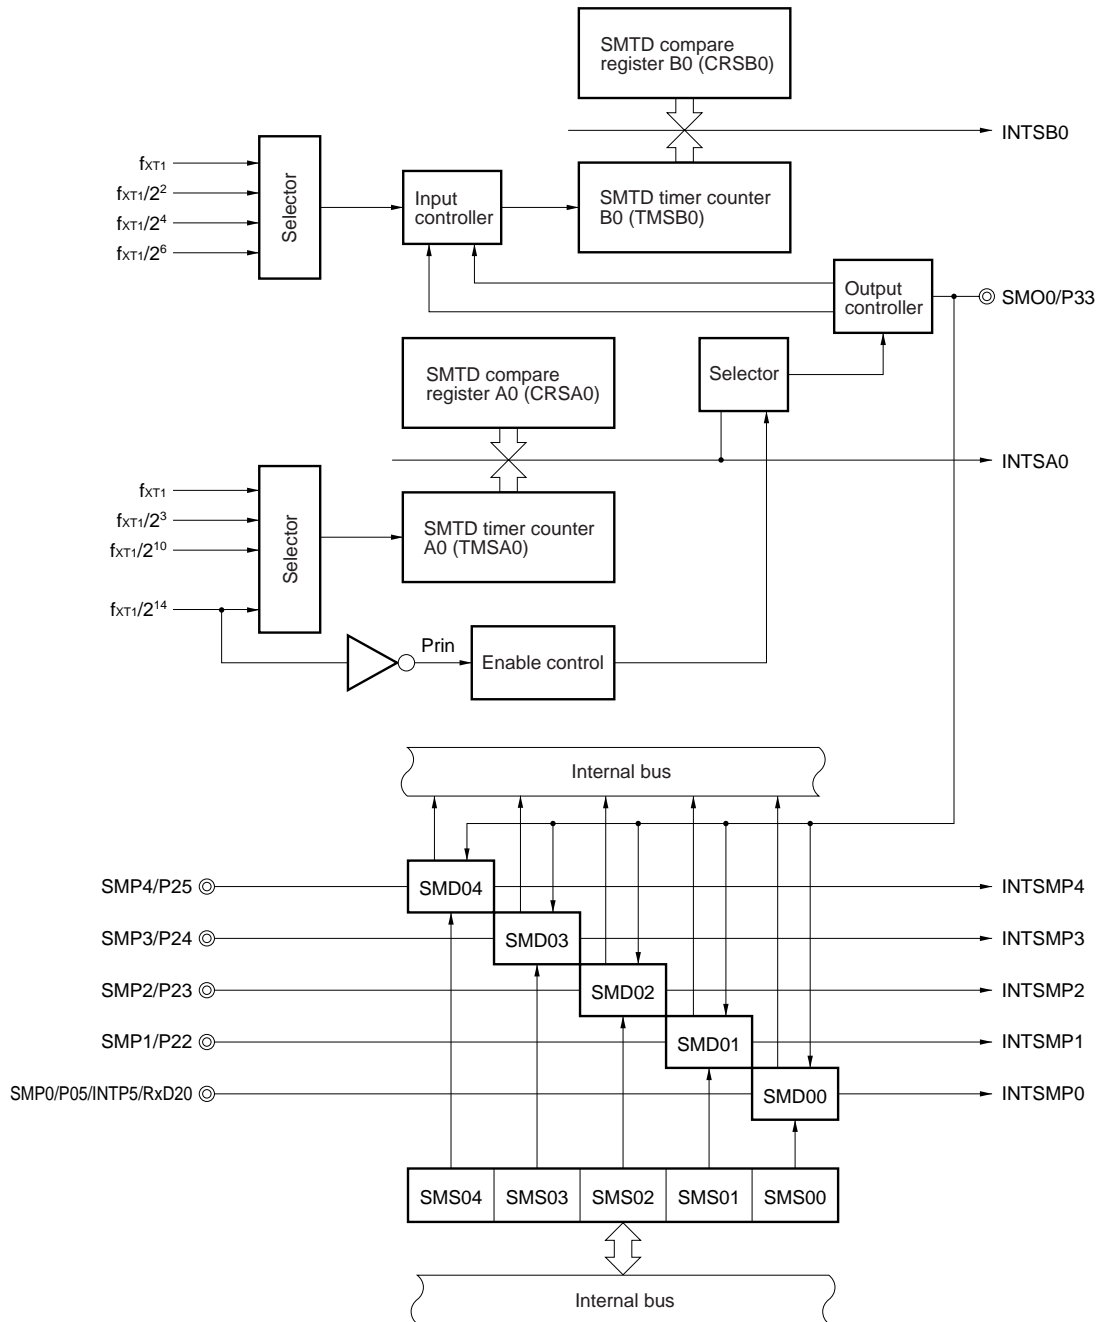 SMTD compare
register B0 (CRSB0)
INTSB0
fXT1
fXT1/2²
fXT1/2⁴
fXT1/2⁶
Selector
Input
controller
SMTD timer counter
B0 (TMSB0)
Output
controller
SMO0/P33
SMTD compare
register A0 (CRSA0)
Selector
INTSA0
fXT1
fXT1/2³
fXT1/2¹⁰
fXT1/2¹⁴
Selector
SMTD timer counter
A0 (TMSA0)
Prin
Enable control
Internal bus
SMP4/P25
SMD04
INTSMP4
SMP3/P24
SMD03
INTSMP3
SMP2/P23
SMD02
INTSMP2
SMP1/P22
SMD01
INTSMP1
SMP0/P05/INTP5/RxD20
SMD00
INTSMP0
SMS04 SMS03 SMS02 SMS01 SMS00
Internal bus